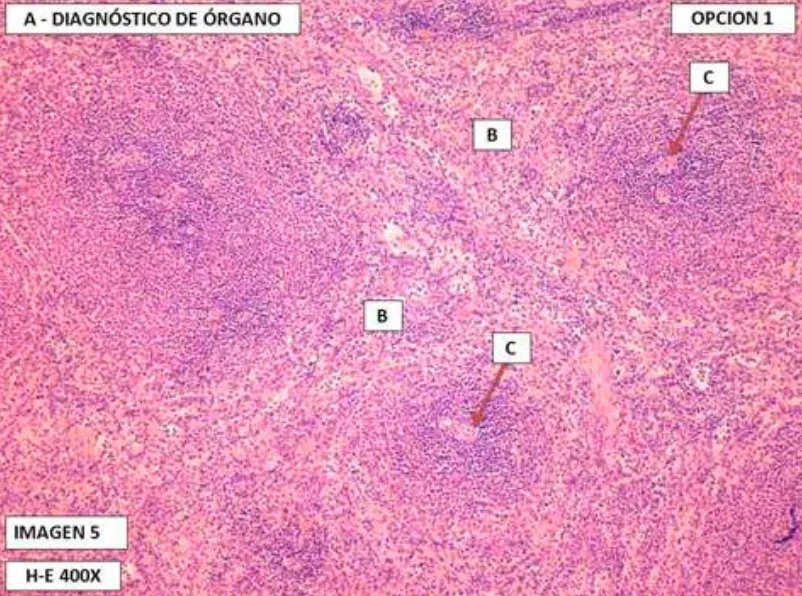 A - DIAGNÓSTICO DE ÓRGANO
OPCION 1
C
B
B
C
IMAGEN 5
H-E 400X